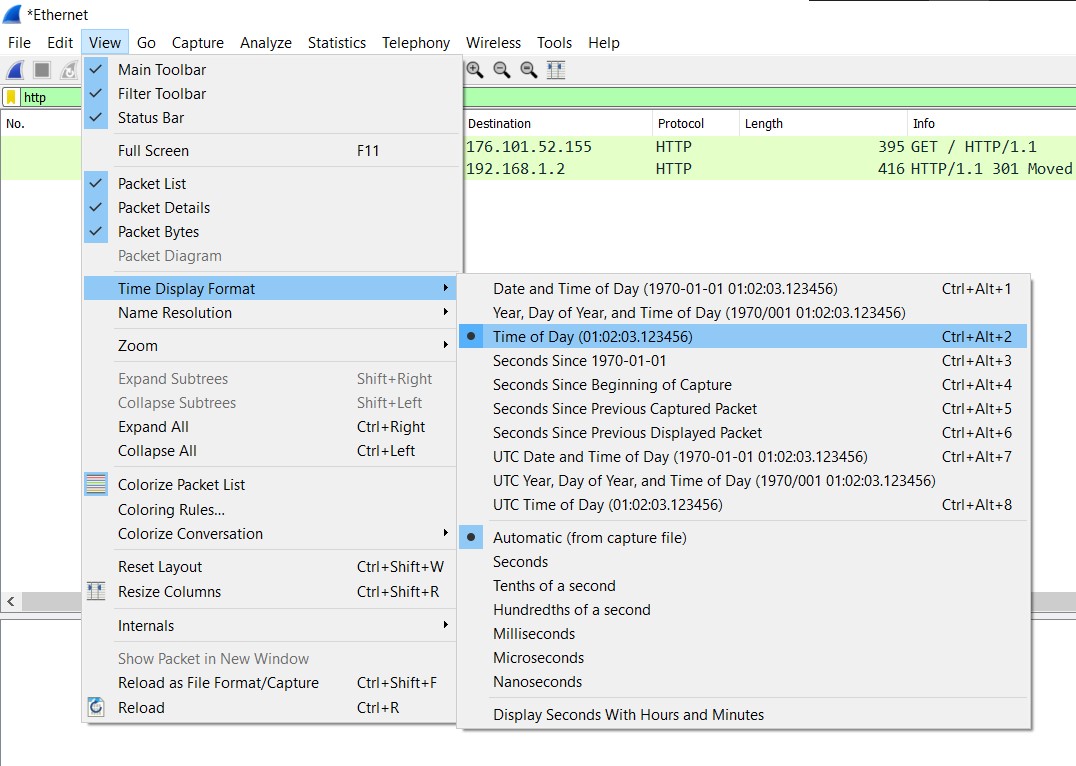 *Ethernet
File Edit View Go Capture Analyze Statistics Telephony Wireless Tools Help
http
No. Destination Protocol Length Info
176.101.52.155 HTTP 395 GET / HTTP/1.1
192.168.1.2 HTTP 416 HTTP/1.1 301 Moved
Main Toolbar
Filter Toolbar
Status Bar
Full Screen F11
Packet List
Packet Details
Packet Bytes
Packet Diagram
Time Display Format
Name Resolution
Zoom
Expand Subtrees Shift+Right
Collapse Subtrees Shift+Left
Expand All Ctrl+Right
Collapse All Ctrl+Left
Colorize Packet List
Coloring Rules...
Colorize Conversation
Reset Layout Ctrl+Shift+W
Resize Columns Ctrl+Shift+R
Internals
Show Packet in New Window
Reload as File Format/Capture Ctrl+Shift+F
Reload Ctrl+R
Date and Time of Day (1970-01-01 01:02:03.123456) Ctrl+Alt+1
Year, Day of Year, and Time of Day (1970/001 01:02:03.123456)
Time of Day (01:02:03.123456) Ctrl+Alt+2
Seconds Since 1970-01-01 Ctrl+Alt+3
Seconds Since Beginning of Capture Ctrl+Alt+4
Seconds Since Previous Captured Packet Ctrl+Alt+5
Seconds Since Previous Displayed Packet Ctrl+Alt+6
UTC Date and Time of Day (1970-01-01 01:02:03.123456) Ctrl+Alt+7
UTC Year, Day of Year, and Time of Day (1970/001 01:02:03.123456)
UTC Time of Day (01:02:03.123456) Ctrl+Alt+8
Automatic (from capture file)
Seconds
Tenths of a second
Hundredths of a second
Milliseconds
Microseconds
Nanoseconds
Display Seconds With Hours and Minutes